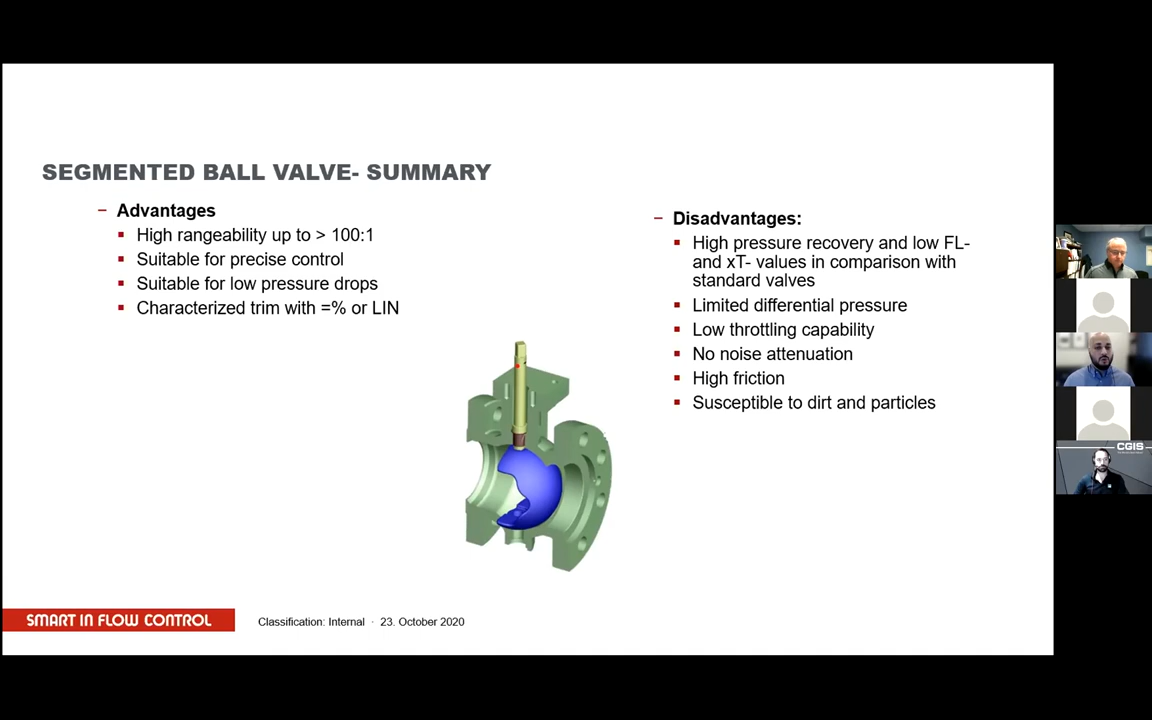 SEGMENTED BALL VALVE- SUMMARY
– Advantages
▪ High rangeability up to > 100:1
▪ Suitable for precise control
▪ Suitable for low pressure drops
▪ Characterized trim with =% or LIN
– Disadvantages:
▪ High pressure recovery and low FL-
and xT- values in comparison with
standard valves
▪ Limited differential pressure
▪ Low throttling capability
▪ No noise attenuation
▪ High friction
▪ Susceptible to dirt and particles
CGIS
SMART IN FLOW CONTROL
Classification: Internal · 23. October 2020